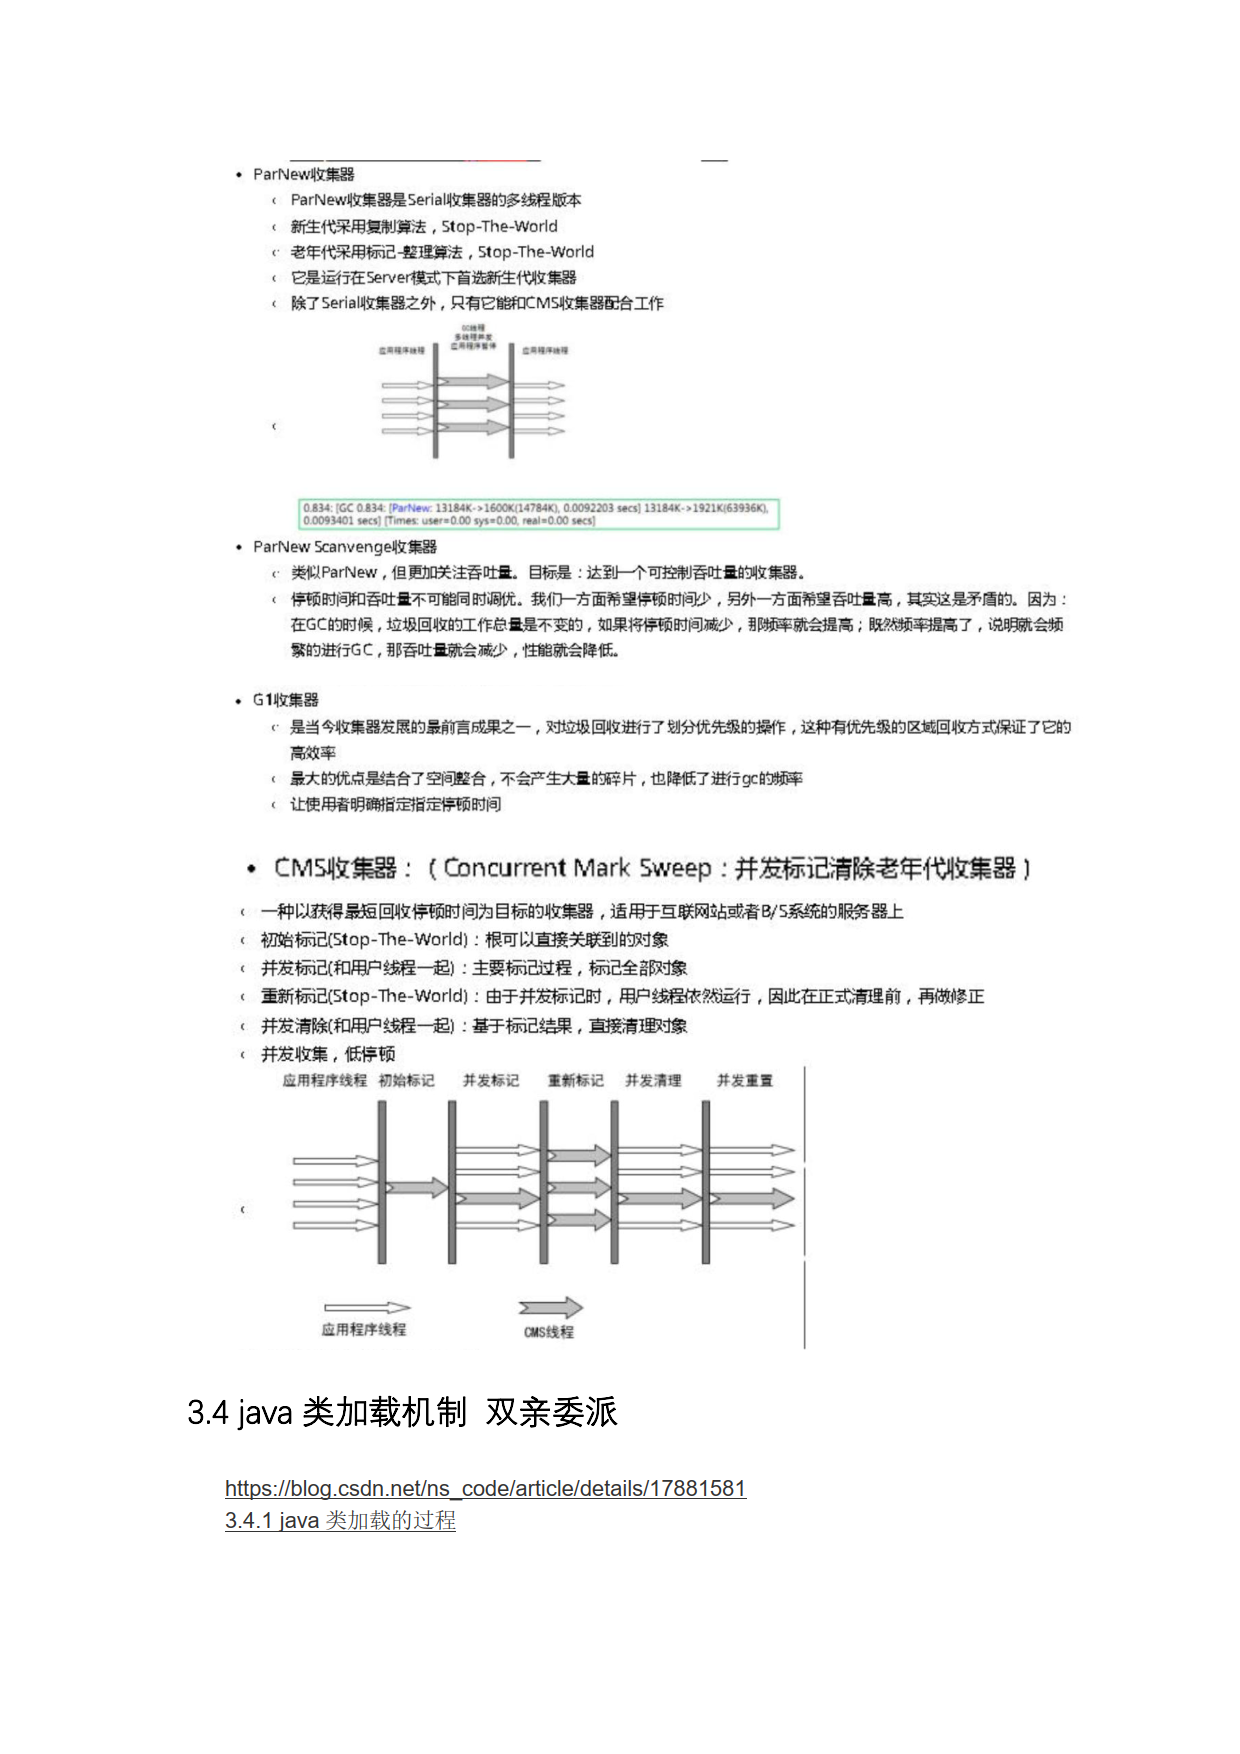 • ParNew收集器
‹ ParNew收集器是Serial收集器的多线程版本
‹ 新生代采用复制算法，Stop-The-World
‹ 老年代采用标记-整理算法，Stop-The-World
‹ 它是运行在Server模式下首选新生代收集器
‹ 除了Serial收集器之外，只有它能和CMS收集器配合工作
GC线程
多线程并发
应用程序线程 应用程序暂停 应用程序线程
‹
0.834: [GC 0.834: [ParNew: 13184K->1600K(14784K), 0.0092203 secs] 13184K->1921K(63936K),
0.0093401 secs] [Times: user=0.00 sys=0.00, real=0.00 secs]
• ParNew Scanvenge收集器
‹ 类似ParNew，但更加关注吞吐量。目标是：达到一个可控制吞吐量的收集器。
‹ 停顿时间和吞吐量不可能同时调优。我们一方面希望停顿时间少，另外一方面希望吞吐量高，其实这是矛盾的。因为：
在GC的时候，垃圾回收的工作总量是不变的，如果将停顿时间减少，那频率就会提高；既然频率提高了，说明就会频
繁的进行GC，那吞吐量就会减少，性能就会降低。
• G1收集器
‹ 是当今收集器发展的最前言成果之一，对垃圾回收进行了划分优先级的操作，这种有优先级的区域回收方式保证了它的
高效率
‹ 最大的优点是结合了空间整合，不会产生大量的碎片，也降低了进行gc的频率
‹ 让使用者明确指定指定停顿时间
• CMS收集器：（Concurrent Mark Sweep：并发标记清除老年代收集器）
‹ 一种以获得最短回收停顿时间为目标的收集器，适用于互联网站或者B/S系统的服务器上
‹ 初始标记(Stop-The-World)：根可以直接关联到的对象
‹ 并发标记(和用户线程一起)：主要标记过程，标记全部对象
‹ 重新标记(Stop-The-World)：由于并发标记时，用户线程依然运行，因此在正式清理前，再做修正
‹ 并发清除(和用户线程一起)：基于标记结果，直接清理对象
‹ 并发收集，低停顿
应用程序线程 初始标记 并发标记 重新标记 并发清理 并发重置
‹
应用程序线程 CMS线程
3.4 java 类加载机制 双亲委派
https://blog.csdn.net/ns_code/article/details/17881581
3.4.1 java 类加载的过程